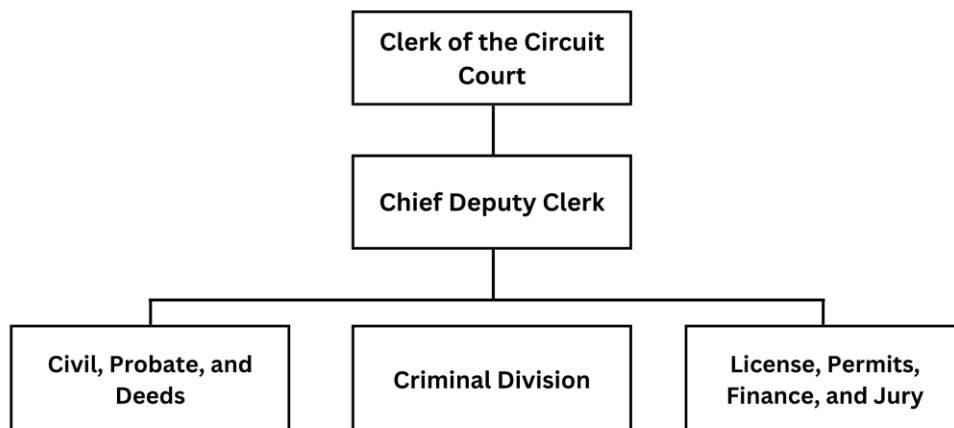 Clerk of the Circuit
Court
Chief Deputy Clerk
Civil, Probate, and
Deeds
Criminal Division
License, Permits,
Finance, and Jury